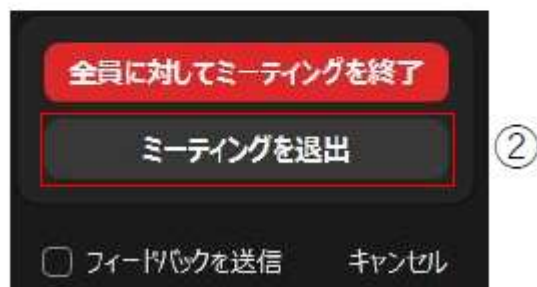 全員に対してミーティングを終了
ミーティングを退出
②
フィードバックを送信 キャンセル